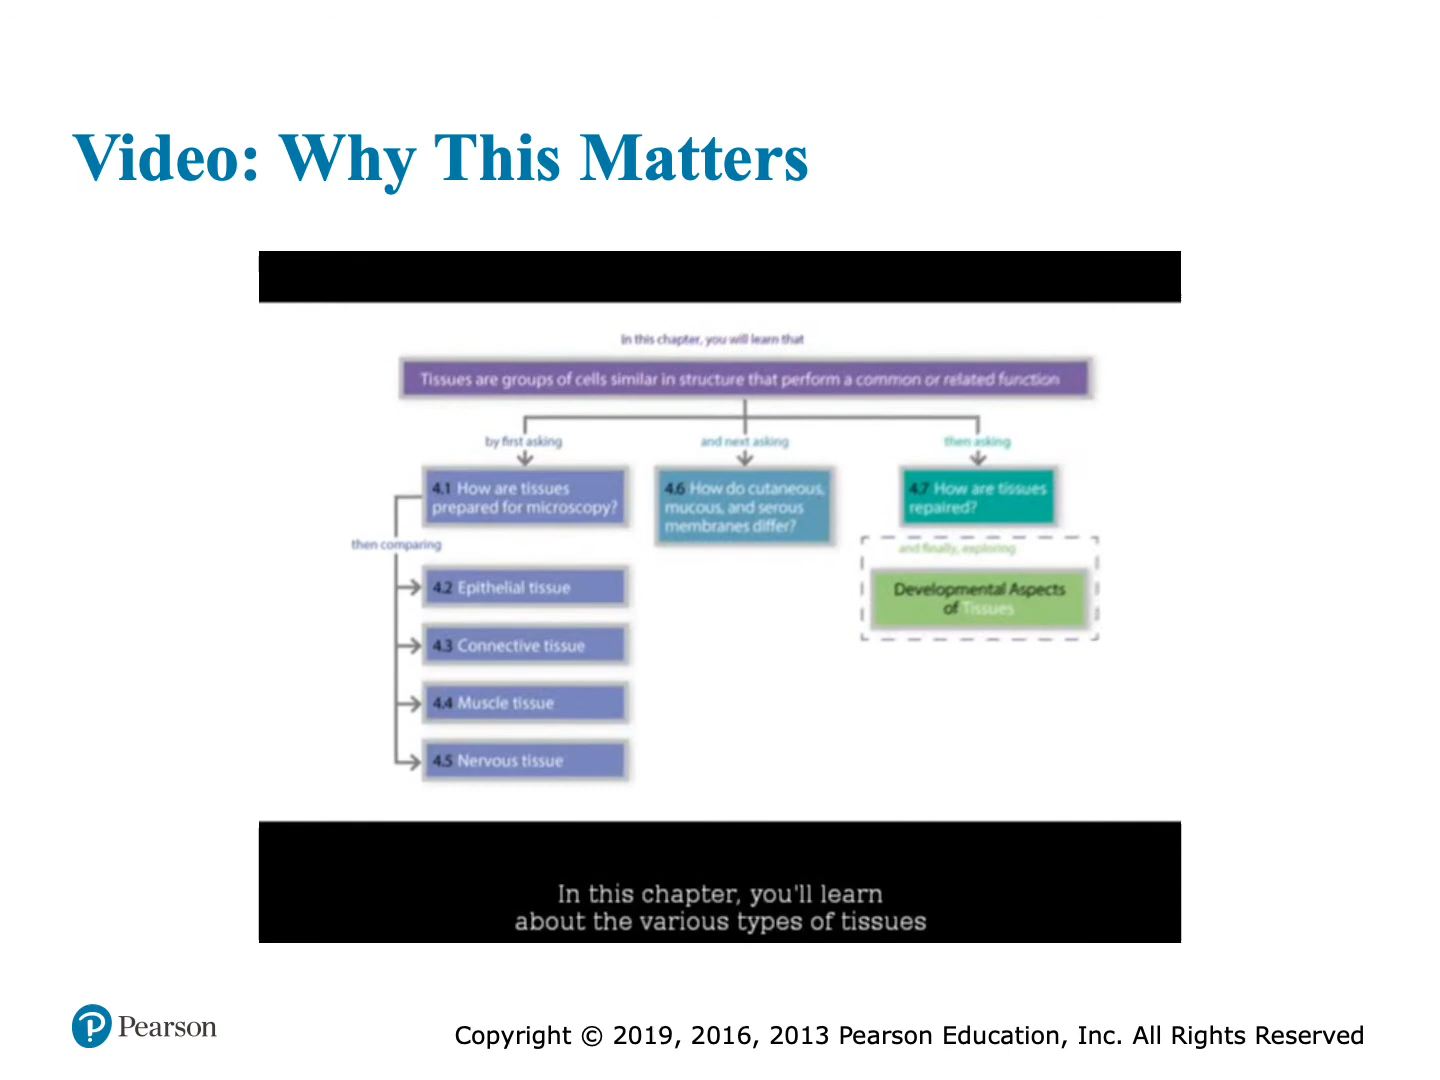 Video: Why This Matters
In this chapter, you will learn that
Tissues are groups of cells similar in structure that perform a common or related function
by first asking
and next asking
then asking
4.1 How are tissues
prepared for microscopy?
4.6 How do cutaneous,
mucous, and serous
membranes differ?
4.7 How are tissues
repaired?
then comparing
and finally, exploring
4.2 Epithelial tissue
Developmental Aspects
of Tissues
4.3 Connective tissue
4.4 Muscle tissue
4.5 Nervous tissue
In this chapter, you'll learn
about the various types of tissues
Pearson
Copyright © 2019, 2016, 2013 Pearson Education, Inc. All Rights Reserved